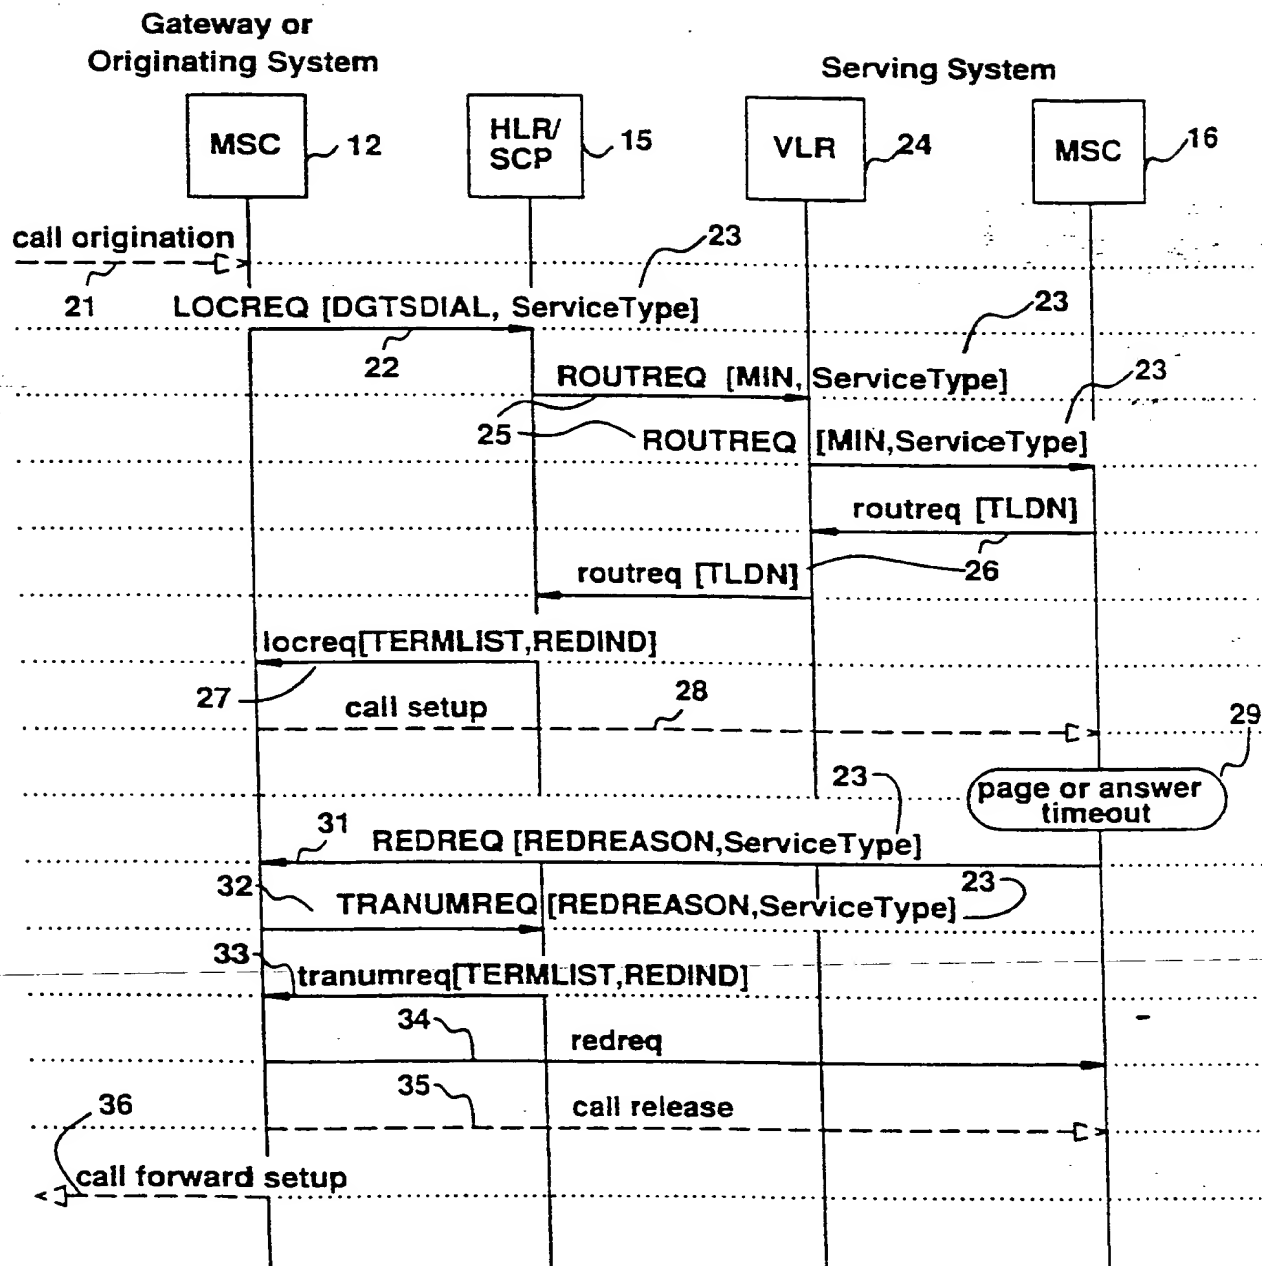 Gateway or
Originating System
Serving System
MSC
12
HLR/
SCP
15
VLR
24
MSC
16
call origination
23
21
LOCREQ [DGTSDIAL, ServiceType]
23
22
ROUTREQ [MIN, ServiceType]
23
25
ROUTREQ [MIN,ServiceType]
routreq [TLDN]
routreq [TLDN]
26
locreq[TERMLIST,REDIND]
27
call setup
28
29
page or answer
timeout
23
31
REDREQ [REDREASON,ServiceType]
32
23
TRANUMREQ [REDREASON,ServiceType]
33
tranumreq[TERMLIST,REDIND]
34
redreq
35
call release
36
call forward setup